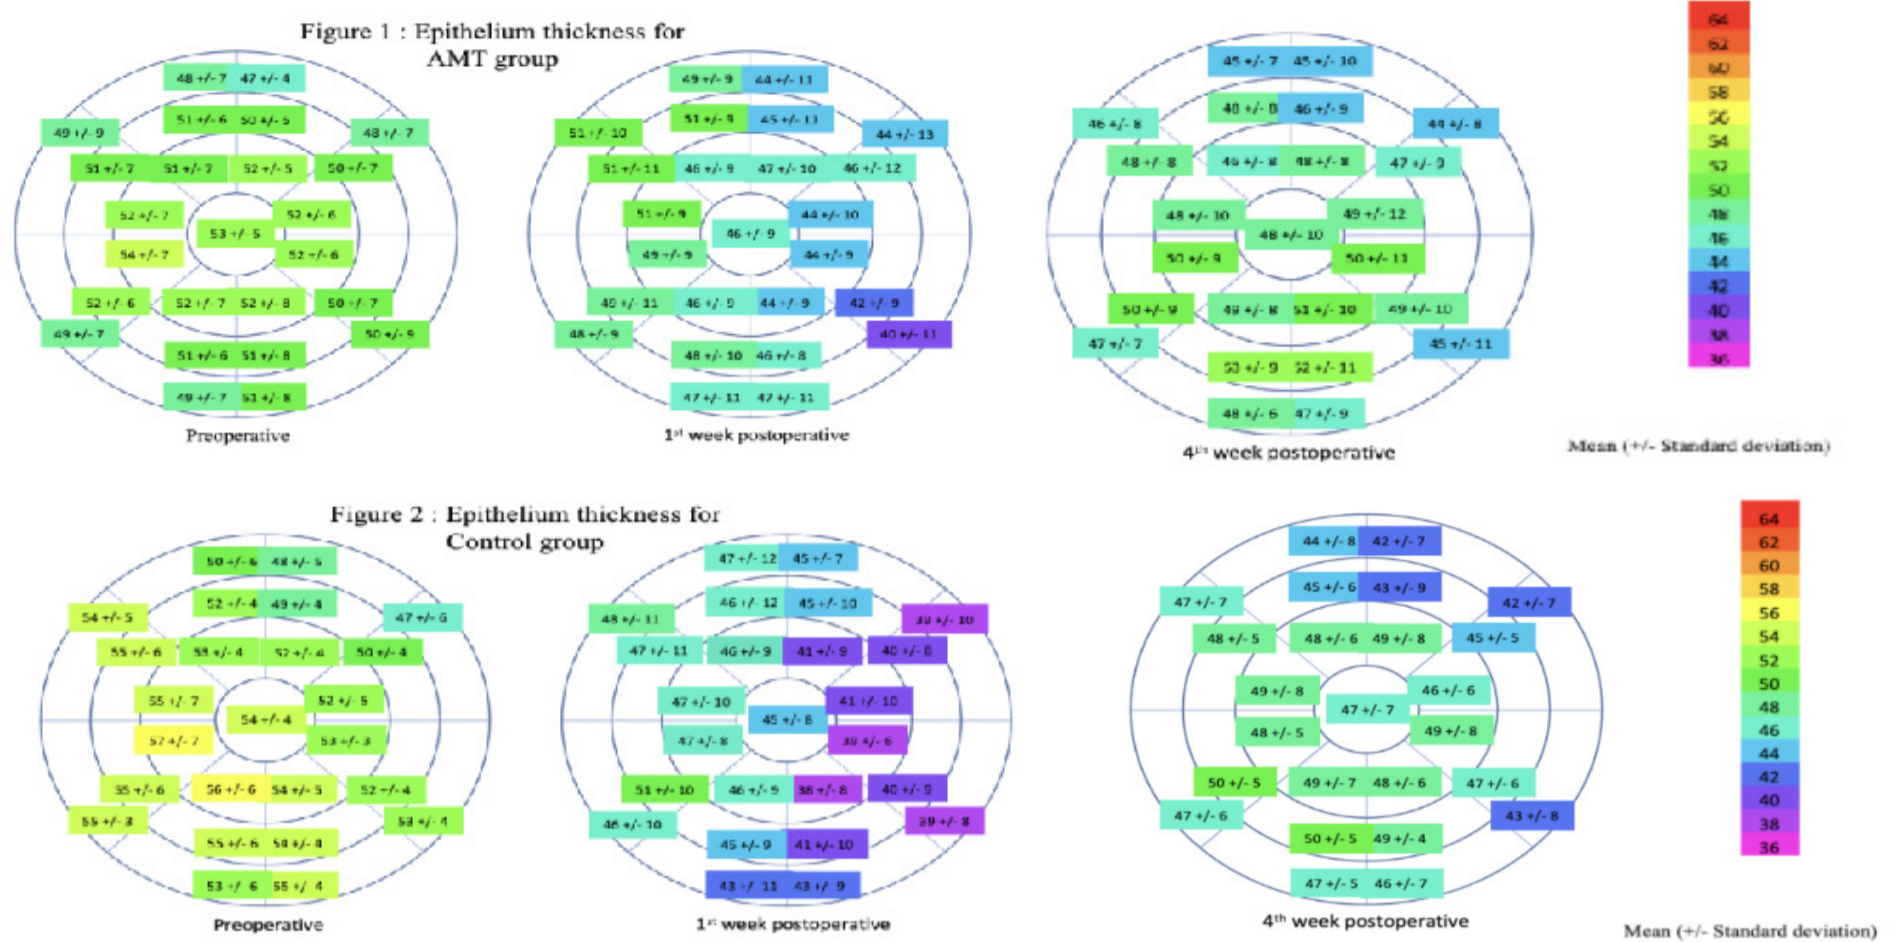 Figure 1 : Epithelium thickness for
AMT group
48 +/- 7 47 +/- 4
51 +/- 6 50 +/- 5
49 +/- 9 48 +/- 7
51 +/- 7 51 +/- 7 52 +/- 5 50 +/- 7
52 +/- 7 52 +/- 6
53 +/- 5
54 +/- 7 52 +/- 6
52 +/- 6 52 +/- 7 52 +/- 8 50 +/- 7
49 +/- 7 50 +/- 9
51 +/- 6 51 +/- 8
49 +/- 7 51 +/- 8
Preoperative
49 +/- 9 44 +/- 11
51 +/- 9 45 +/- 11
51 +/- 10 44 +/- 13
51 +/- 11 46 +/- 9 47 +/- 10 46 +/- 12
51 +/- 9 44 +/- 10
46 +/- 9
49 +/- 9 44 +/- 9
49 +/- 11 46 +/- 9 44 +/- 9 42 +/- 9
48 +/- 9 40 +/- 11
48 +/- 10 46 +/- 8
47 +/- 11 47 +/- 11
1st week postoperative
45 +/- 7 45 +/- 10
48 +/- 8 46 +/- 9
46 +/- 8 44 +/- 8
48 +/- 8 46 +/- 8 48 +/- 8 47 +/- 9
48 +/- 10 49 +/- 12
48 +/- 10
50 +/- 9 50 +/- 11
50 +/- 9 49 +/- 8 51 +/- 10 49 +/- 10
47 +/- 7 45 +/- 11
53 +/- 9 52 +/- 11
48 +/- 6 47 +/- 9
4th week postoperative
64
62
60
58
56
54
52
50
48
46
44
42
40
38
36
Mean (+/- Standard deviation)
Figure 2 : Epithelium thickness for
Control group
50 +/- 6 48 +/- 5
52 +/- 4 49 +/- 4
54 +/- 5 47 +/- 6
55 +/- 6 53 +/- 4 52 +/- 4 50 +/- 4
55 +/- 7 52 +/- 5
54 +/- 4
57 +/- 7 53 +/- 3
55 +/- 6 56 +/- 6 54 +/- 5 52 +/- 4
55 +/- 3 53 +/- 4
55 +/- 6 54 +/- 4
53 +/ 6 55 +/ 4
Preoperative
47 +/- 12 45 +/- 7
46 +/- 12 45 +/- 10
48 +/- 11 39 +/- 10
47 +/- 11 46 +/- 9 41 +/- 9 40 +/- 8
47 +/- 10 41 +/- 10
45 +/- 8
47 +/- 8 39 +/- 6
51 +/- 10 46 +/- 9 38 +/- 8 40 +/- 9
46 +/- 10 39 +/- 8
45 +/- 9 41 +/- 10
43 +/ 11 43 +/ 9
1st week postoperative
44 +/- 8 42 +/- 7
45 +/- 6 43 +/- 9
47 +/- 7 42 +/- 7
48 +/- 5 48 +/- 6 49 +/- 8 45 +/- 5
49 +/- 8 46 +/- 6
47 +/- 7
48 +/- 5 49 +/- 8
50 +/- 5 49 +/- 7 48 +/- 6 47 +/- 6
47 +/- 6 43 +/- 8
50 +/- 5 49 +/- 4
47 +/- 5 46 +/- 7
4th week postoperative
64
62
60
58
56
54
52
50
48
46
44
42
40
38
36
Mean (+/- Standard deviation)